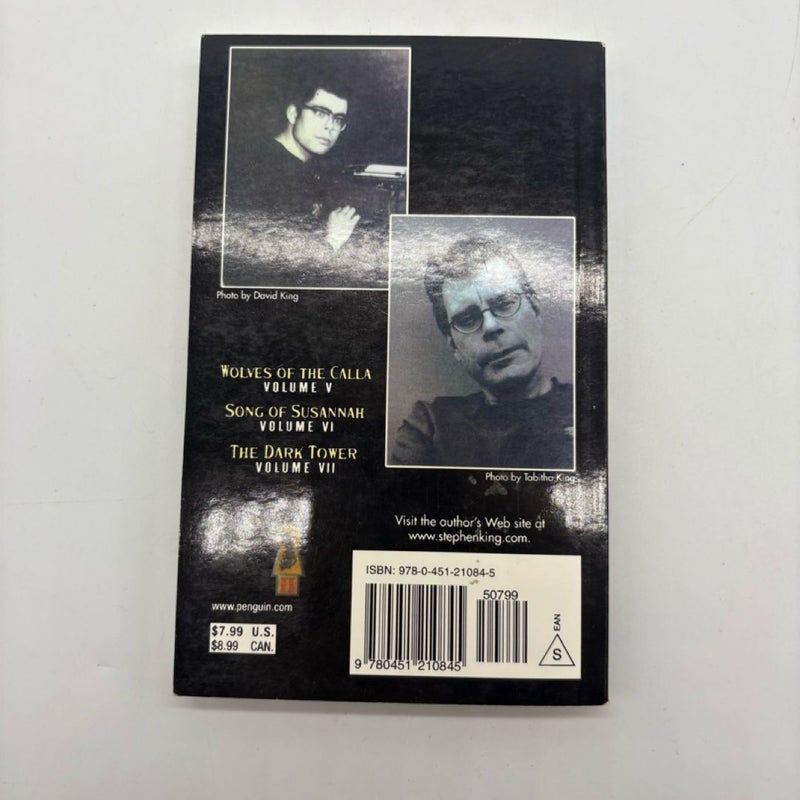 Photo by David King
WOLVES OF THE CALLA
VOLUME V
SONG OF SUSANNAH
VOLUME VI
THE DARK TOWER
VOLUME VII
Photo by Tabitha King
Visit the author's Web site at
www.stephenking.com.
www.penguin.com
$7.99 U.S.
$8.99 CAN.
ISBN: 978-0-451-21084-5
50799
9 780451 210845
EAN
S